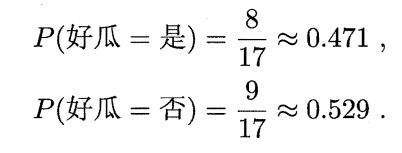 P(好瓜 = 是) = 8/17 ≈ 0.471 ,
P(好瓜 = 否) = 9/17 ≈ 0.529 .